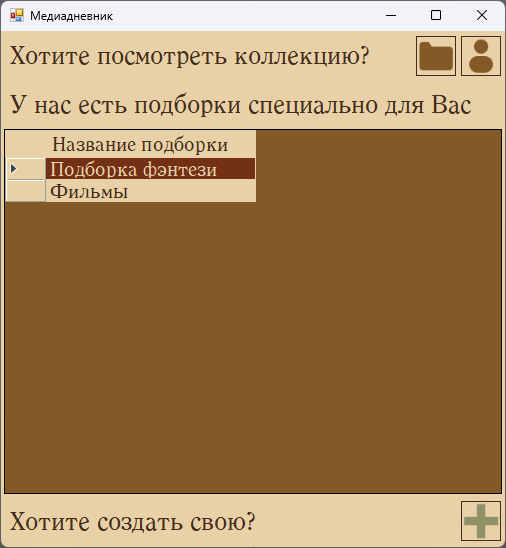 Медиадневник
Хотите посмотреть коллекцию?
У нас есть подборки специально для Вас
Название подборки
Подборка фэнтези
Фильмы
Хотите создать свою?